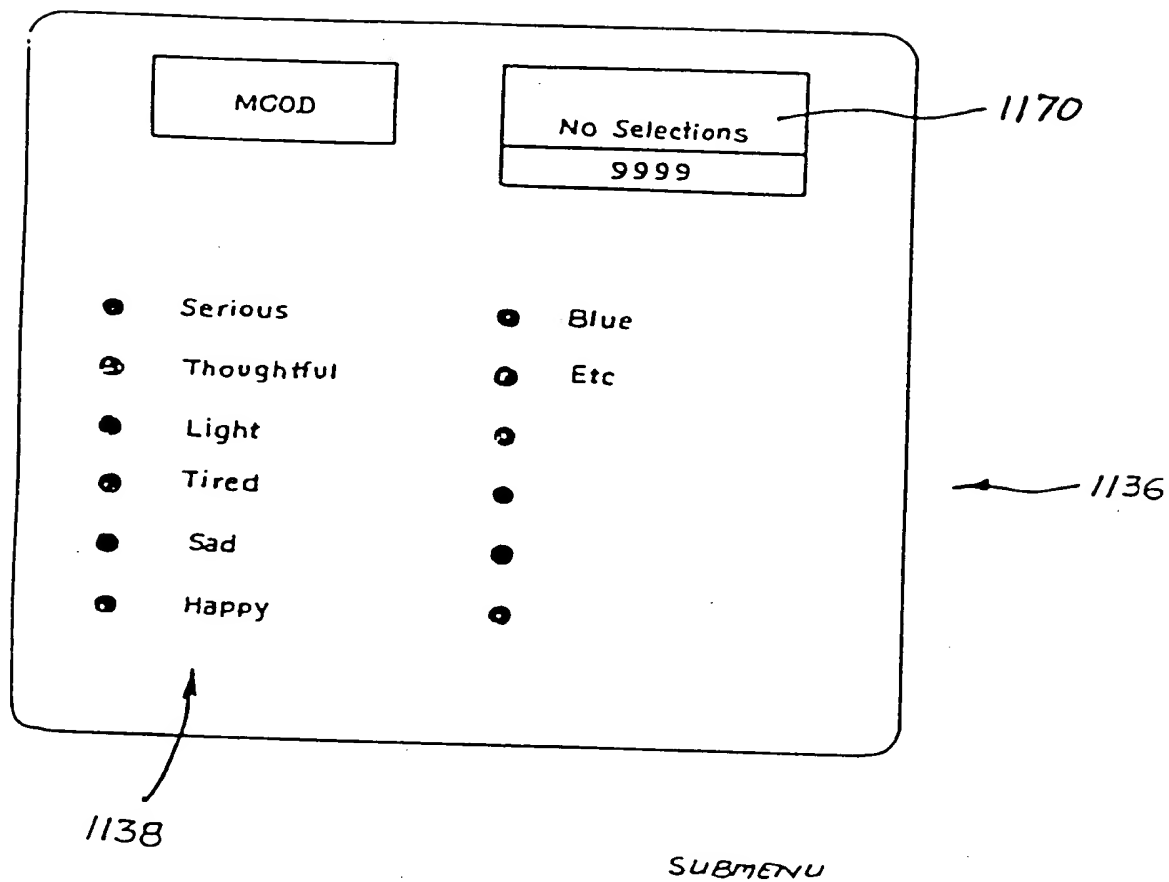 MOOD
No Selections
9999
1170
Serious
Thoughtful
Light
Tired
Sad
Happy
Blue
Etc
1136
1138
SUBMENU